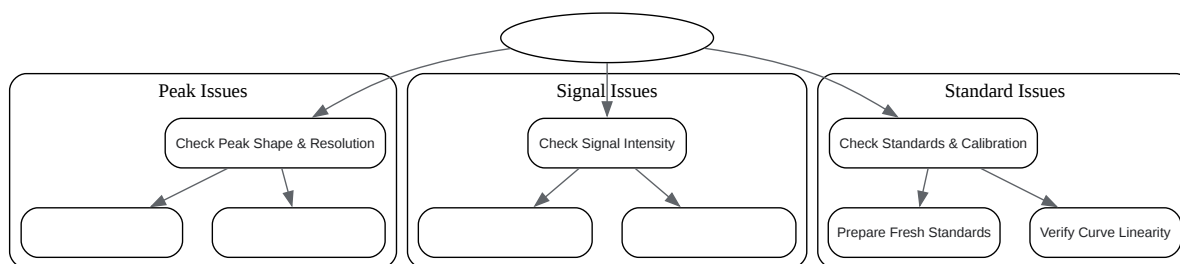 Peak Issues
Signal Issues
Standard Issues
Check Peak Shape & Resolution
Check Signal Intensity
Check Standards & Calibration
Prepare Fresh Standards
Verify Curve Linearity